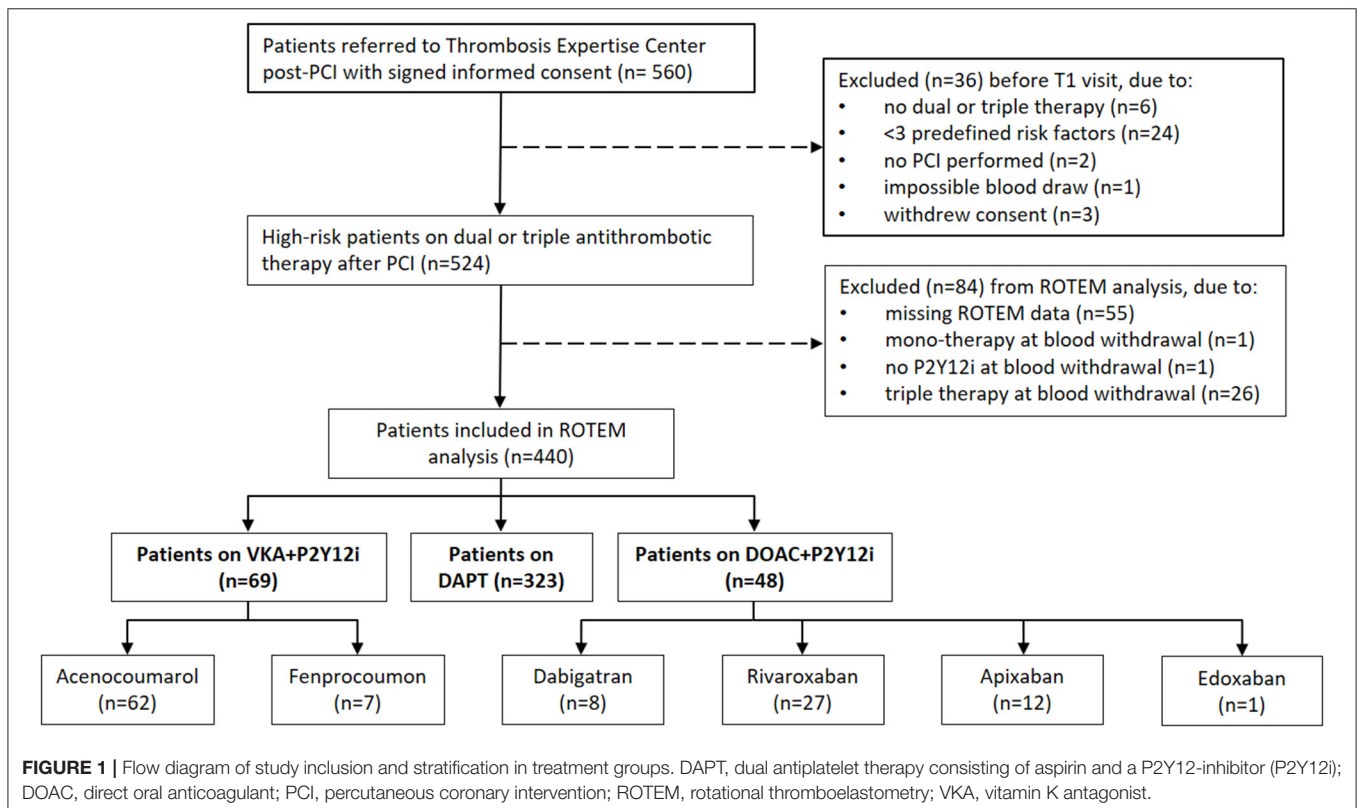 Patients referred to Thrombosis Expertise Center
post-PCI with signed informed consent (n= 560)
Excluded (n=36) before T1 visit, due to:
• no dual or triple therapy (n=6)
• <3 predefined risk factors (n=24)
• no PCI performed (n=2)
• impossible blood draw (n=1)
• withdrew consent (n=3)
High-risk patients on dual or triple antithrombotic
therapy after PCI (n=524)
Excluded (n=84) from ROTEM analysis, due to:
• missing ROTEM data (n=55)
• mono-therapy at blood withdrawal (n=1)
• no P2Y12i at blood withdrawal (n=1)
• triple therapy at blood withdrawal (n=26)
Patients included in ROTEM
analysis (n=440)
Patients on VKA+P2Y12i
(n=69)
Patients on
DAPT (n=323)
Patients on DOAC+P2Y12i
(n=48)
Acenocoumarol
(n=62)
Fenprocoumon
(n=7)
Dabigatran
(n=8)
Rivaroxaban
(n=27)
Apixaban
(n=12)
Edoxaban
(n=1)
FIGURE 1 | Flow diagram of study inclusion and stratification in treatment groups. DAPT, dual antiplatelet therapy consisting of aspirin and a P2Y12-inhibitor (P2Y12i);
DOAC, direct oral anticoagulant; PCI, percutaneous coronary intervention; ROTEM, rotational thromboelastometry; VKA, vitamin K antagonist.